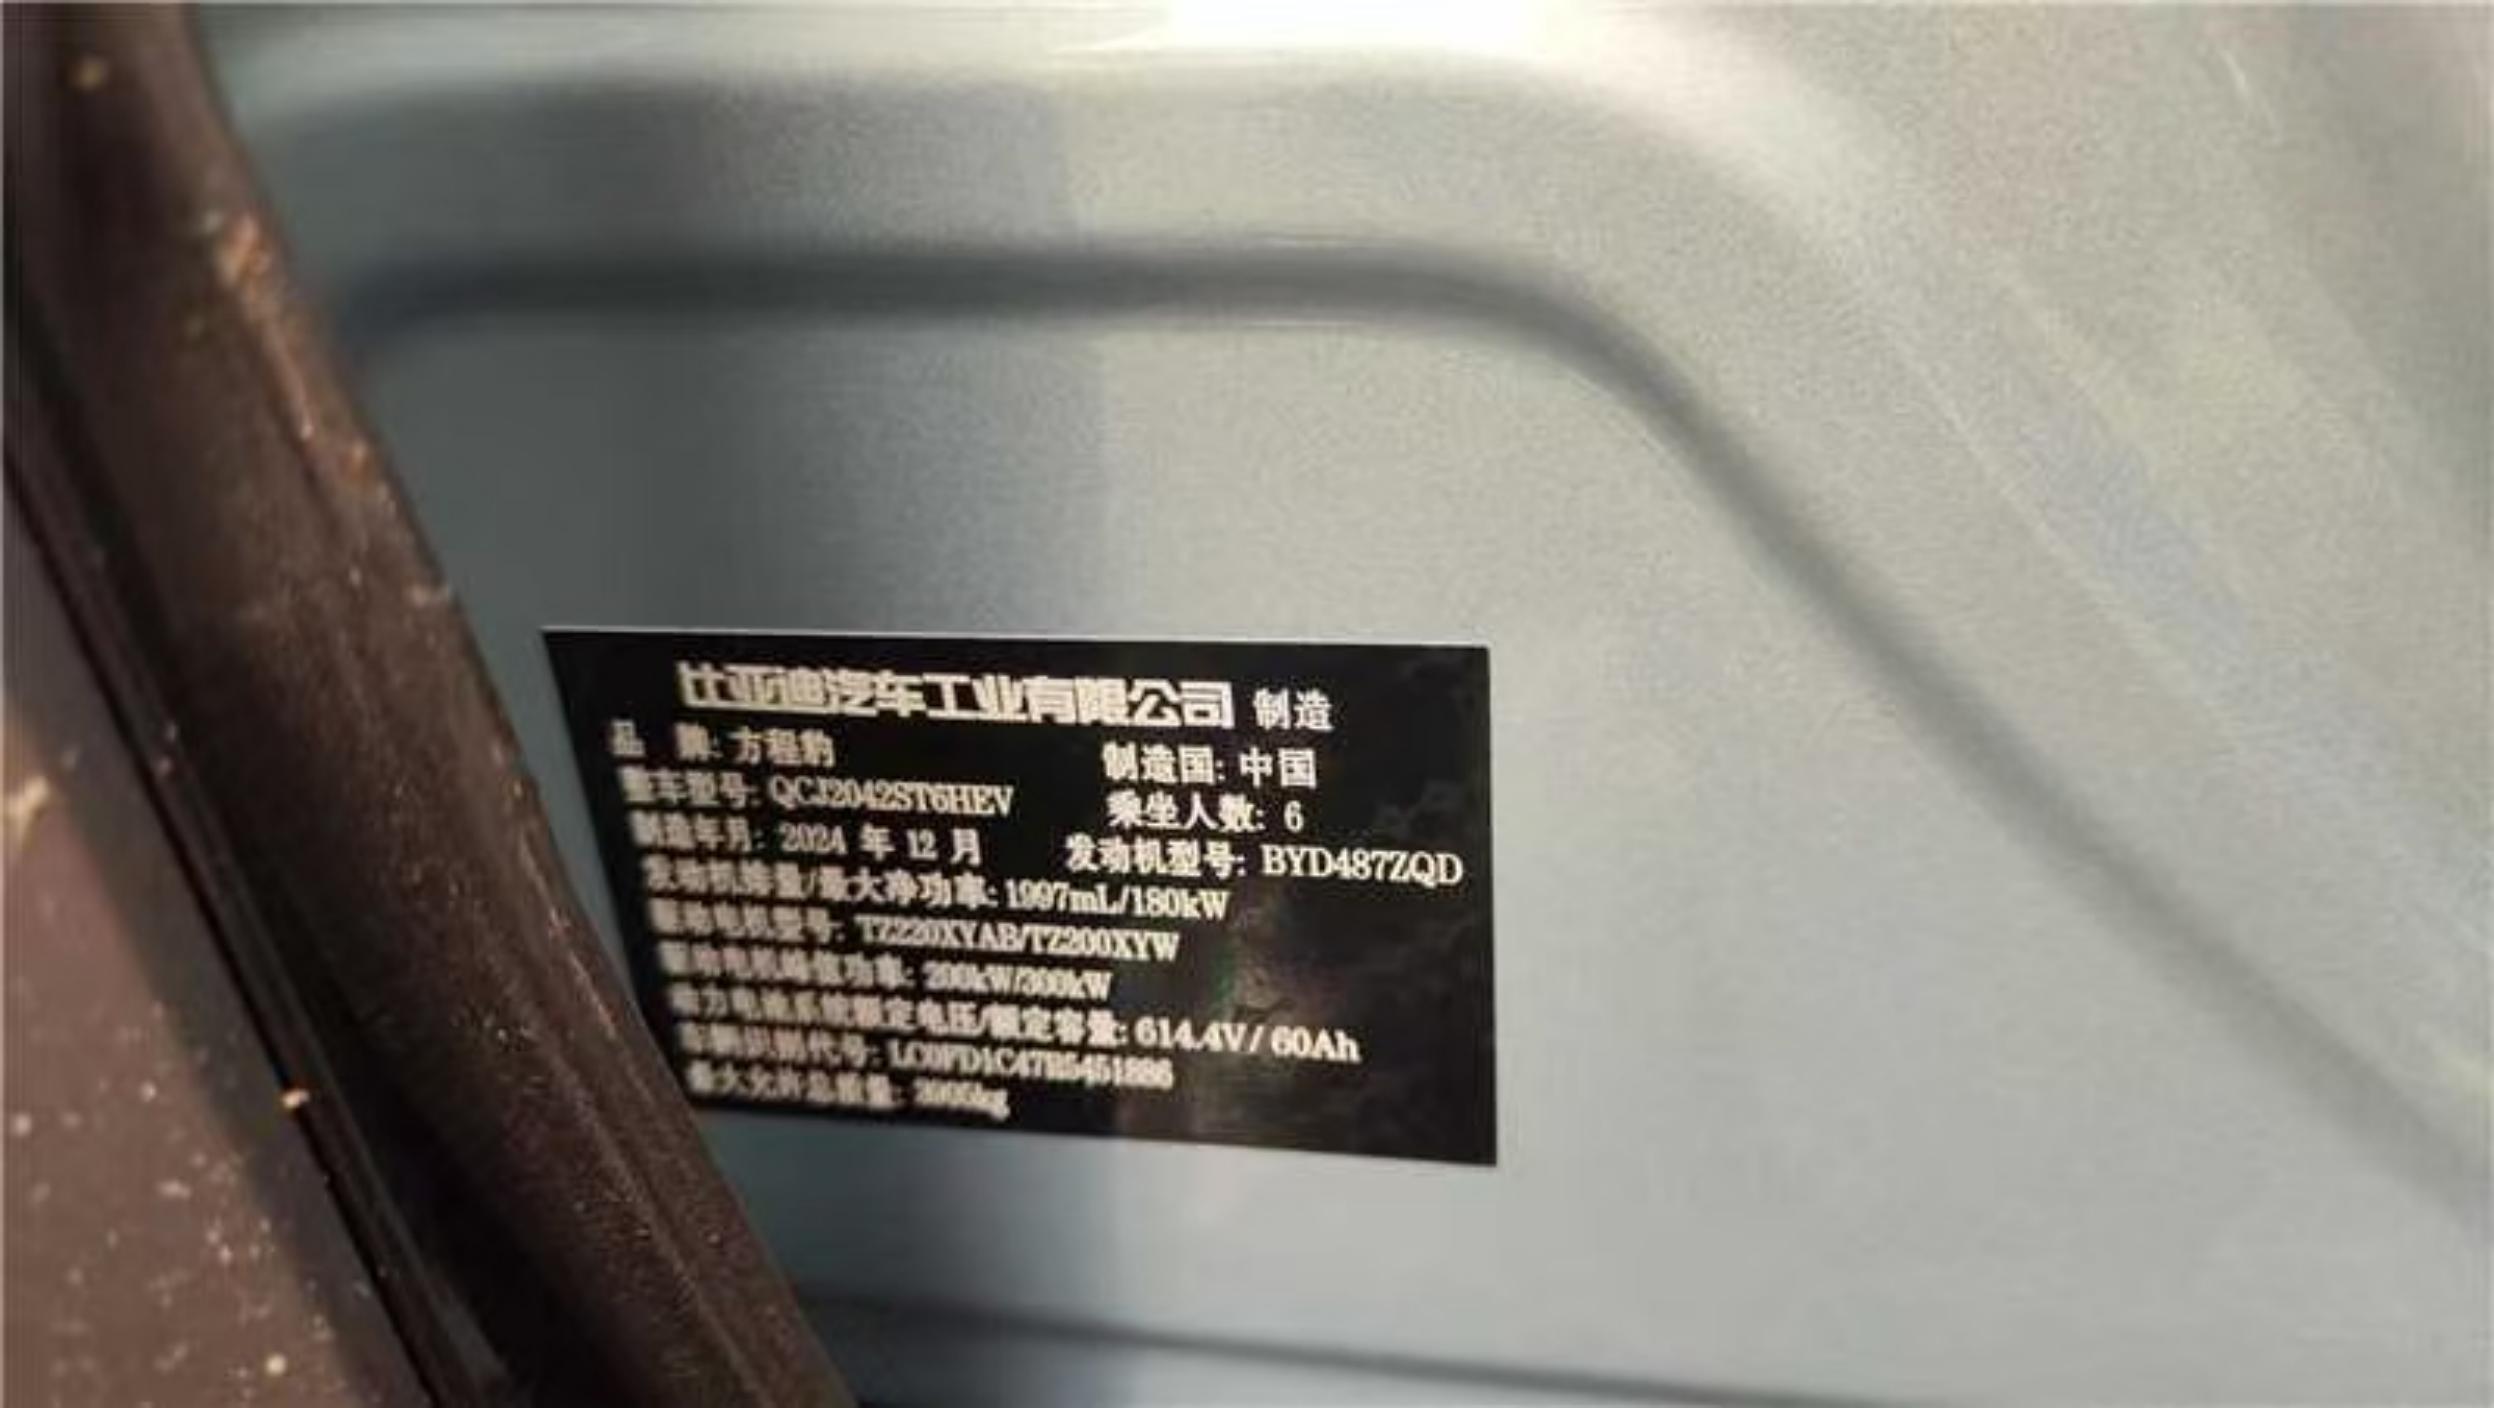 比亚迪汽车工业有限公司 制造
品 牌: 方程豹 制造国: 中国
整车型号: QCJ2042ST6HEV 乘坐人数: 6
制造年月: 2024 年 12 月 发动机型号: BYD487ZQD
发动机排量/最大净功率: 1997mL/180kW
驱动电机型号: TZ220XYAB/TZ200XYW
驱动电机峰值功率: 200kW/300kW
动力电池系统额定电压/额定容量: 614.4V/ 60Ah
车辆识别代号:
最大允许总质量: